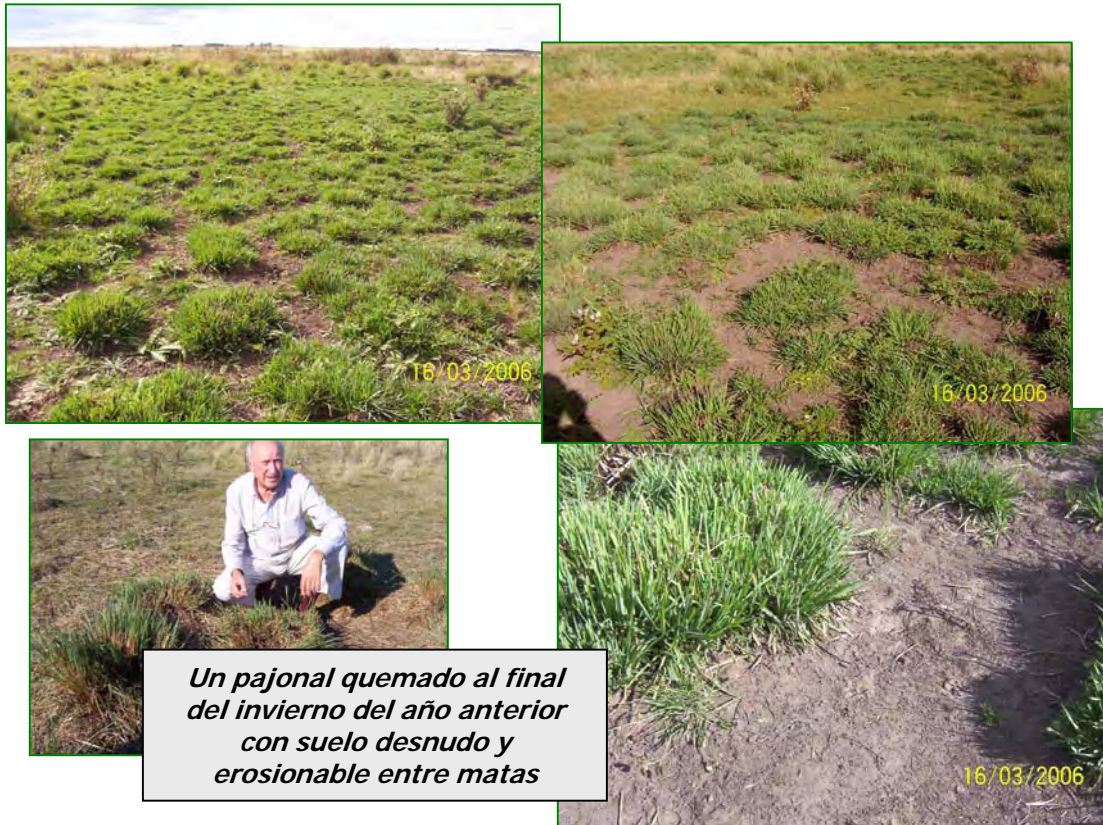 16/03/2006
16/03/2006
Un pajonal quemado al final
del invierno del año anterior
con suelo desnudo y
erosionable entre matas
16/03/2006